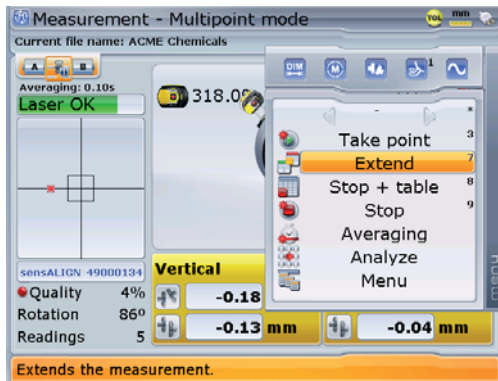 Measurement - Multipoint mode
TOL mm
Current file name: ACME Chemicals
A B
DIM M 1
Averaging: 0.10s
Laser OK
318.0
- *
Take point 3
Extend 7
Stop + table 8
Stop 9
Averaging
Analyze
Menu
menu
sensALIGN 49000134
Vertical
Quality 4%
-0.18
Rotation 86º
Readings 5
-0.13 mm
-0.04 mm
Extends the measurement.